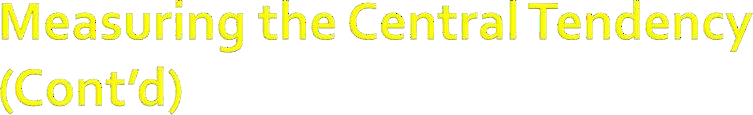 Measuring the Central Tendency
(Cont’d)